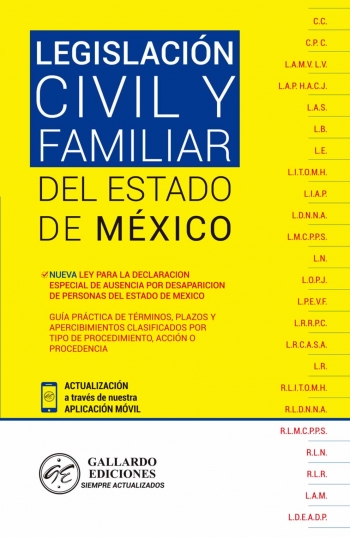 LEGISLACIÓN
CIVIL Y
FAMILIAR
DEL ESTADO
DE MÉXICO
NUEVA LEY PARA LA DECLARACION
ESPECIAL DE AUSENCIA POR DESAPARICION
DE PERSONAS DEL ESTADO DE MEXICO
GUÍA PRÁCTICA DE TÉRMINOS, PLAZOS Y
APERCIBIMIENTOS CLASIFICADOS POR
TIPO DE PROCEDIMIENTO, ACCIÓN O
PROCEDENCIA
ACTUALIZACIÓN
a través de nuestra
APLICACIÓN MÓVIL
GE
GALLARDO
EDICIONES
SIEMPRE ACTUALIZADOS
C.C.
C.P.C.
L.A.M.V.L.V.
L.A.P.H.A.C.J.
L.A.S.
L.B.
L.E.
L.I.T.O.M.H.
L.I.A.P.
L.D.N.N.A.
L.M.C.P.P.S.
L.N.
L.O.P.J.
L.P.E.V.F.
L.R.R.P.C.
L.R.C.A.S.A.
L.R.
R.L.I.T.O.M.H.
R.L.D.N.N.A.
R.L.M.C.P.P.S.
R.L.N.
R.L.R.
L.A.M.
L.D.E.A.D.P.